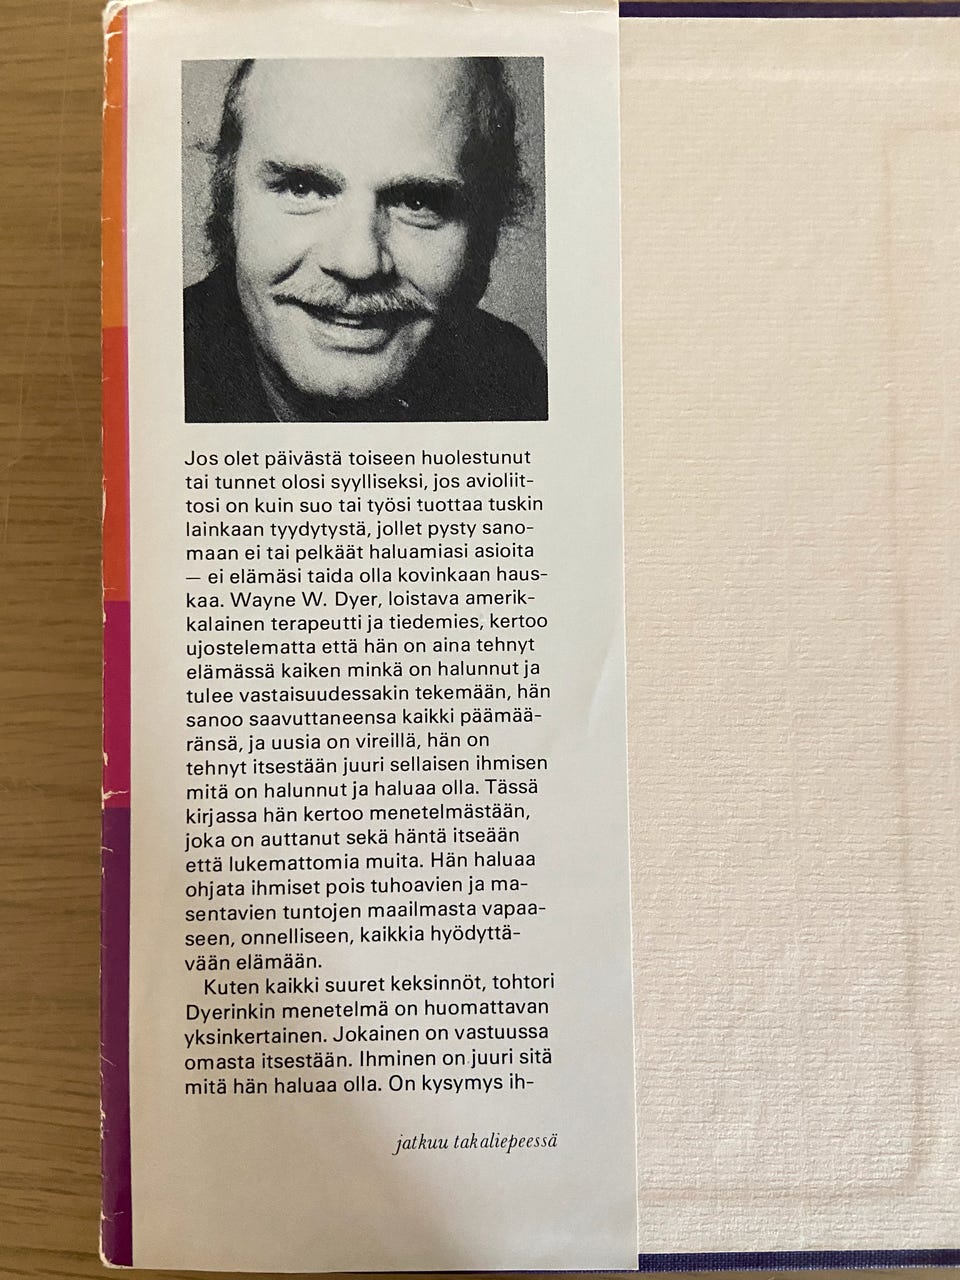 Jos olet päivästä toiseen huolestunut
tai tunnet olosi syylliseksi, jos avioliit-
tosi on kuin suo tai työsi tuottaa tuskin
lainkaan tyydytystä, jollet pysty sano-
maan ei tai pelkäät haluamiasi asioita
— ei elämäsi taida olla kovinkaan haus-
kaa. Wayne W. Dyer, loistava amerik-
kalainen terapeutti ja tiedemies, kertoo
ujostelematta että hän on aina tehnyt
elämässä kaiken minkä on halunnut ja
tulee vastaisuudessakin tekemään, hän
sanoo saavuttaneensa kaikki päämää-
ränsä, ja uusia on vireillä, hän on
tehnyt itsestään juuri sellaisen ihmisen
mitä on halunnut ja haluaa olla. Tässä
kirjassa hän kertoo menetelmästään,
joka on auttanut sekä häntä itseään
että lukemattomia muita. Hän haluaa
ohjata ihmiset pois tuhoavien ja ma-
sentavien tuntojen maailmasta vapaa-
seen, onnelliseen, kaikkia hyödyttä-
vään elämään.
Kuten kaikki suuret keksinnöt, tohtori
Dyerinkin menetelmä on huomattavan
yksinkertainen. Jokainen on vastuussa
omasta itsestään. Ihminen on juuri sitä
mitä hän haluaa olla. On kysymys ih-
jatkuu takaliepeessä